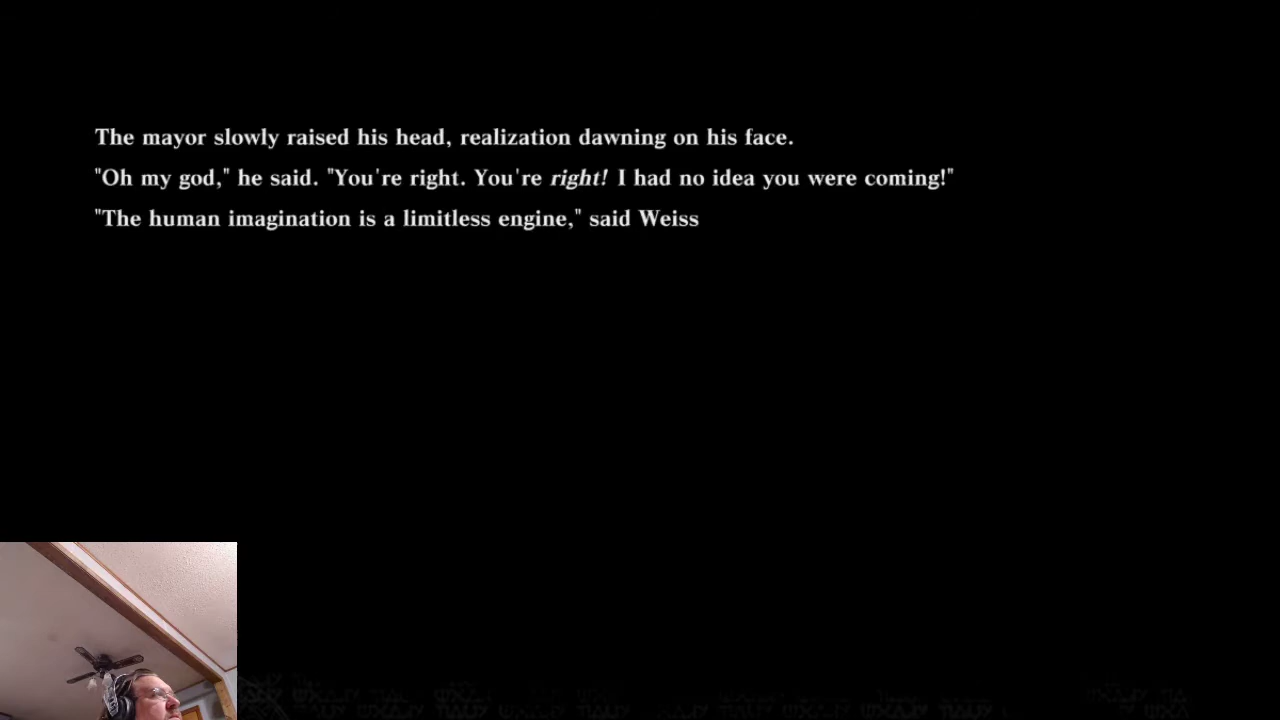 The mayor slowly raised his head, realization dawning on his face.
"Oh my god," he said. "You're right. You're right! I had no idea you were coming!"
"The human imagination is a limitless engine," said Weiss